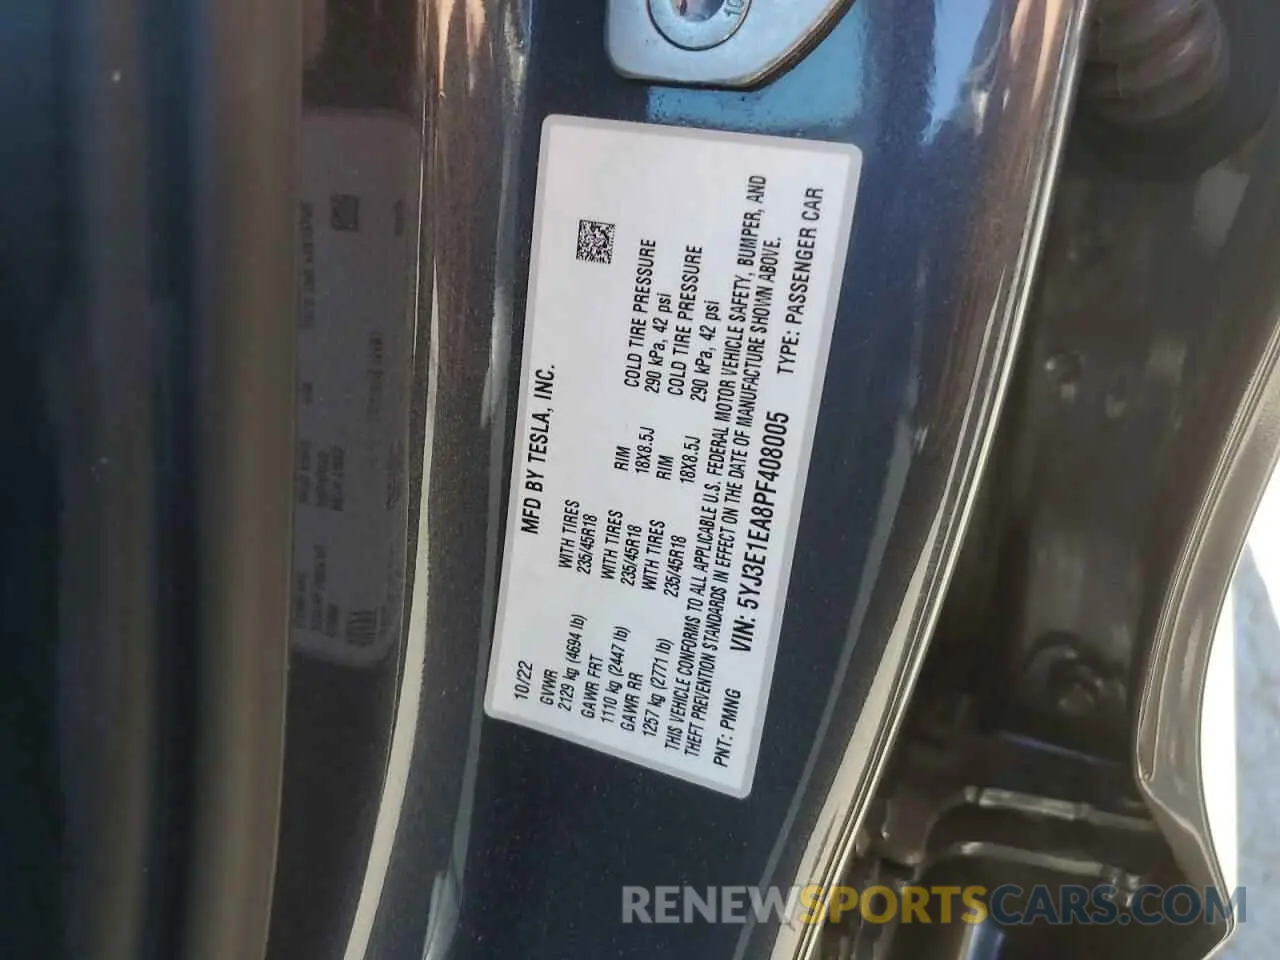 MFD BY TESLA, INC.
10/22
GVWR
2129 kg (4694 lb)
WITH TIRES
235/45R18
GAWR FRT
1110 kg (2447 lb)
WITH TIRES
235/45R18
RIM
18X8.5J
COLD TIRE PRESSURE
290 kPa, 42 psi
GAWR RR
1257 kg (2771 lb)
WITH TIRES
235/45R18
RIM
18X8.5J
COLD TIRE PRESSURE
290 kPa, 42 psi
THIS VEHICLE CONFORMS TO ALL APPLICABLE U.S. FEDERAL MOTOR VEHICLE SAFETY, BUMPER, AND
THEFT PREVENTION STANDARDS IN EFFECT ON THE DATE OF MANUFACTURE SHOWN ABOVE.
VIN: 5YJ3E1EA8PF408005
PNT: PMNG
TYPE: PASSENGER CAR
RENEWSPORTSCARS.COM